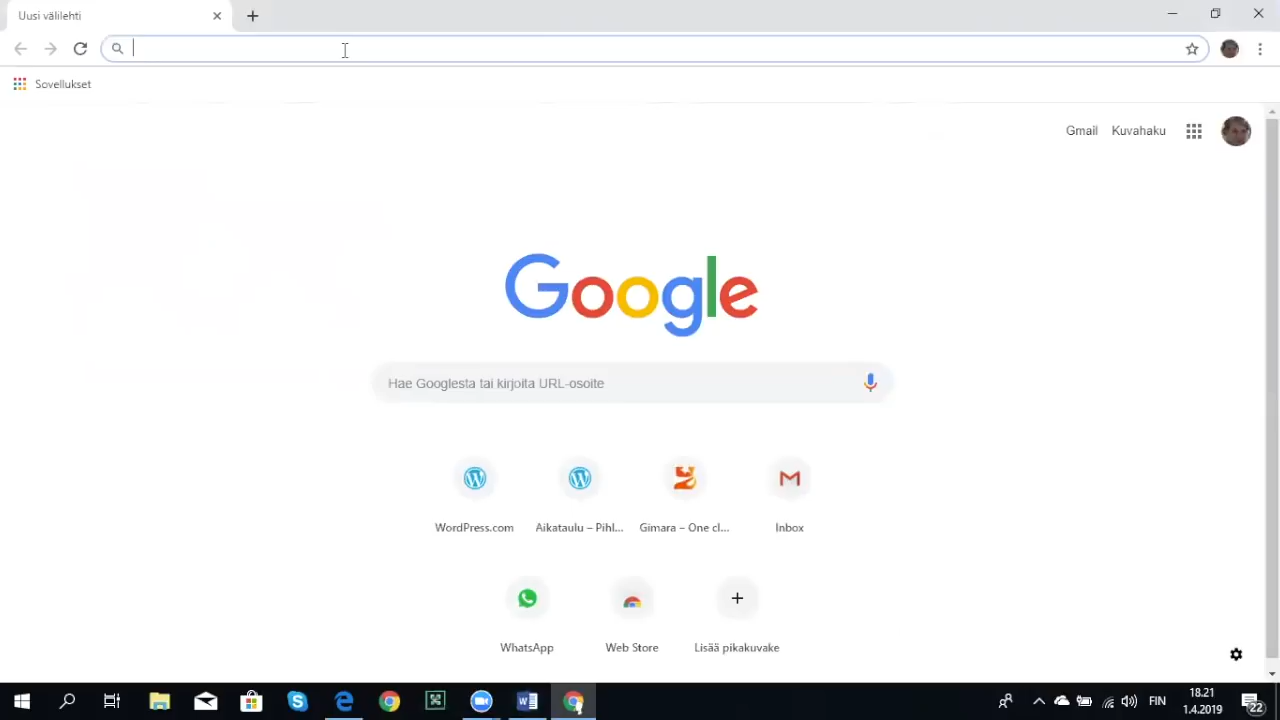 Uusi välilehti
Sovellukset
Gmail Kuvahaku
Google
Hae Googlesta tai kirjoita URL-osoite
WordPress.com Aikataulu – Pihl... Gimara – One cl... Inbox
WhatsApp Web Store Lisää pikakuvake
FIN
18.21
1.4.2019
22